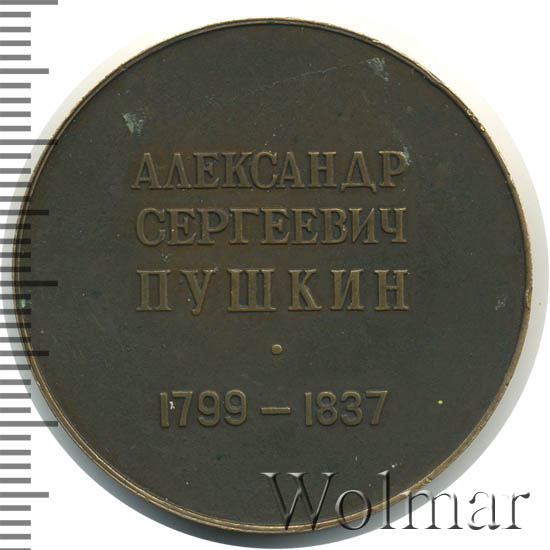 АЛЕКСАНДР
СЕРГЕЕВИЧ
ПУШКИН
1799 – 1837
Wolmar